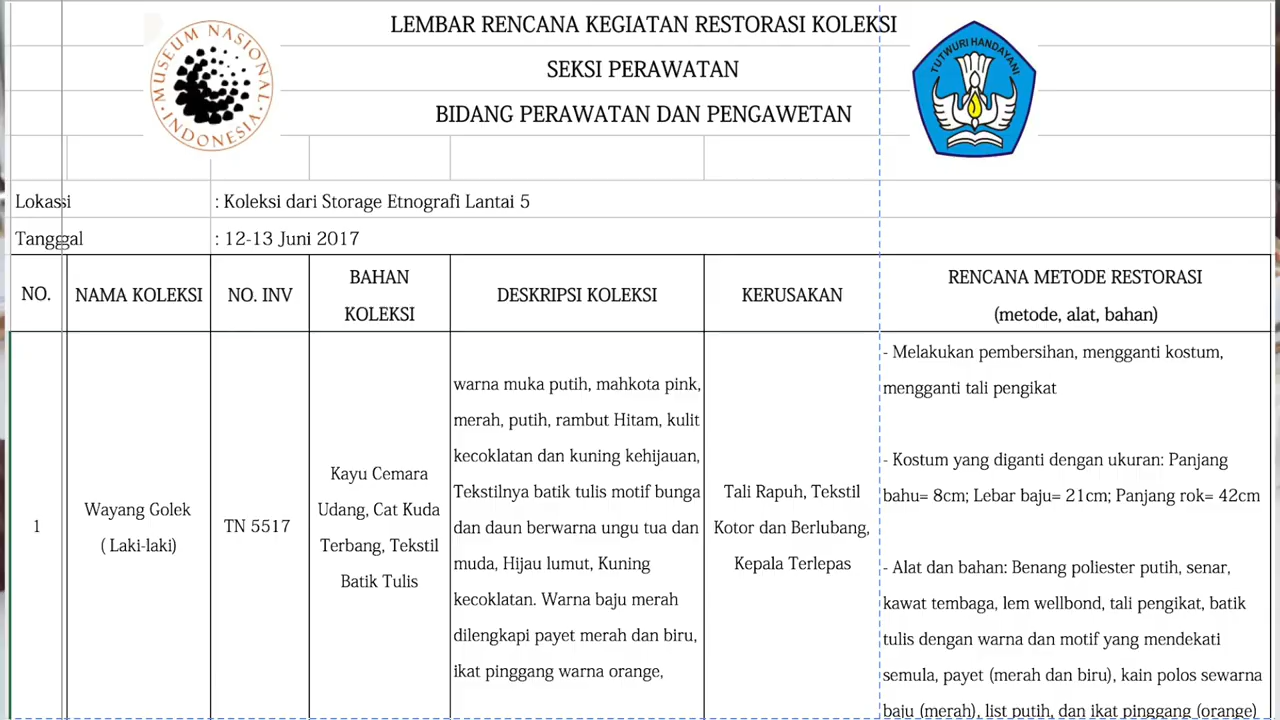 LEMBAR RENCANA KEGIATAN RESTORASI KOLEKSI
SEKSI PERAWATAN
BIDANG PERAWATAN DAN PENGAWETAN
MUSEUM NASIONAL
INDONESIA
TUTWURI HANDAYANI
Lokasi : Koleksi dari Storage Etnografi Lantai 5
Tanggal : 12-13 Juni 2017
NO.
NAMA KOLEKSI
NO. INV
BAHAN
KOLEKSI
DESKRIPSI KOLEKSI
KERUSAKAN
RENCANA METODE RESTORASI
(metode, alat, bahan)
1
Wayang Golek
( Laki-laki)
TN 5517
Kayu Cemara
Udang, Cat Kuda
Terbang, Tekstil
Batik Tulis
warna muka putih, mahkota pink,
merah, putih, rambut Hitam, kulit
kecoklatan dan kuning kehijauan,
Tekstilnya batik tulis motif bunga
dan daun berwarna ungu tua dan
muda, Hijau lumut, Kuning
kecoklatan. Warna baju merah
dilengkapi payet merah dan biru,
ikat pinggang warna orange,
Tali Rapuh, Tekstil
Kotor dan Berlubang,
Kepala Terlepas
- Melakukan pembersihan, mengganti kostum,
mengganti tali pengikat
- Kostum yang diganti dengan ukuran: Panjang
bahu= 8cm; Lebar baju= 21cm; Panjang rok= 42cm
- Alat dan bahan: Benang poliester putih, senar,
kawat tembaga, lem wellbond, tali pengikat, batik
tulis dengan warna dan motif yang mendekati
semula, payet (merah dan biru), kain polos sewarna
baju (merah), list putih, dan ikat pinggang (orange)